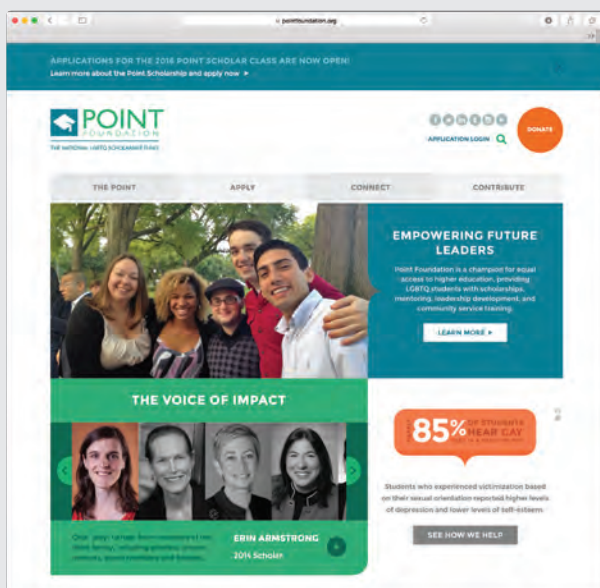 pointfoundation.org
APPLICATIONS FOR THE 2016 POINT SCHOLAR CLASS ARE NOW OPEN!
Learn more about the Point Scholarship and apply now
POINT
FOUNDATION
THE NATIONAL LGBTQ SCHOLARSHIP FUND
APPLICATION LOGIN
DONATE
THE POINT
APPLY
CONNECT
CONTRIBUTE
EMPOWERING FUTURE
LEADERS
Point Foundation is a champion for equal
access to higher education, providing
LGBTQ students with scholarships,
mentoring, leadership development, and
community service training.
LEARN MORE
THE VOICE OF IMPACT
ERIN ARMSTRONG
2014 Scholar
85%
OF STUDENTS
HEAR GAY
Students who experienced victimization based
on their sexual orientation reported higher levels
of depression and lower levels of self-esteem.
SEE HOW WE HELP